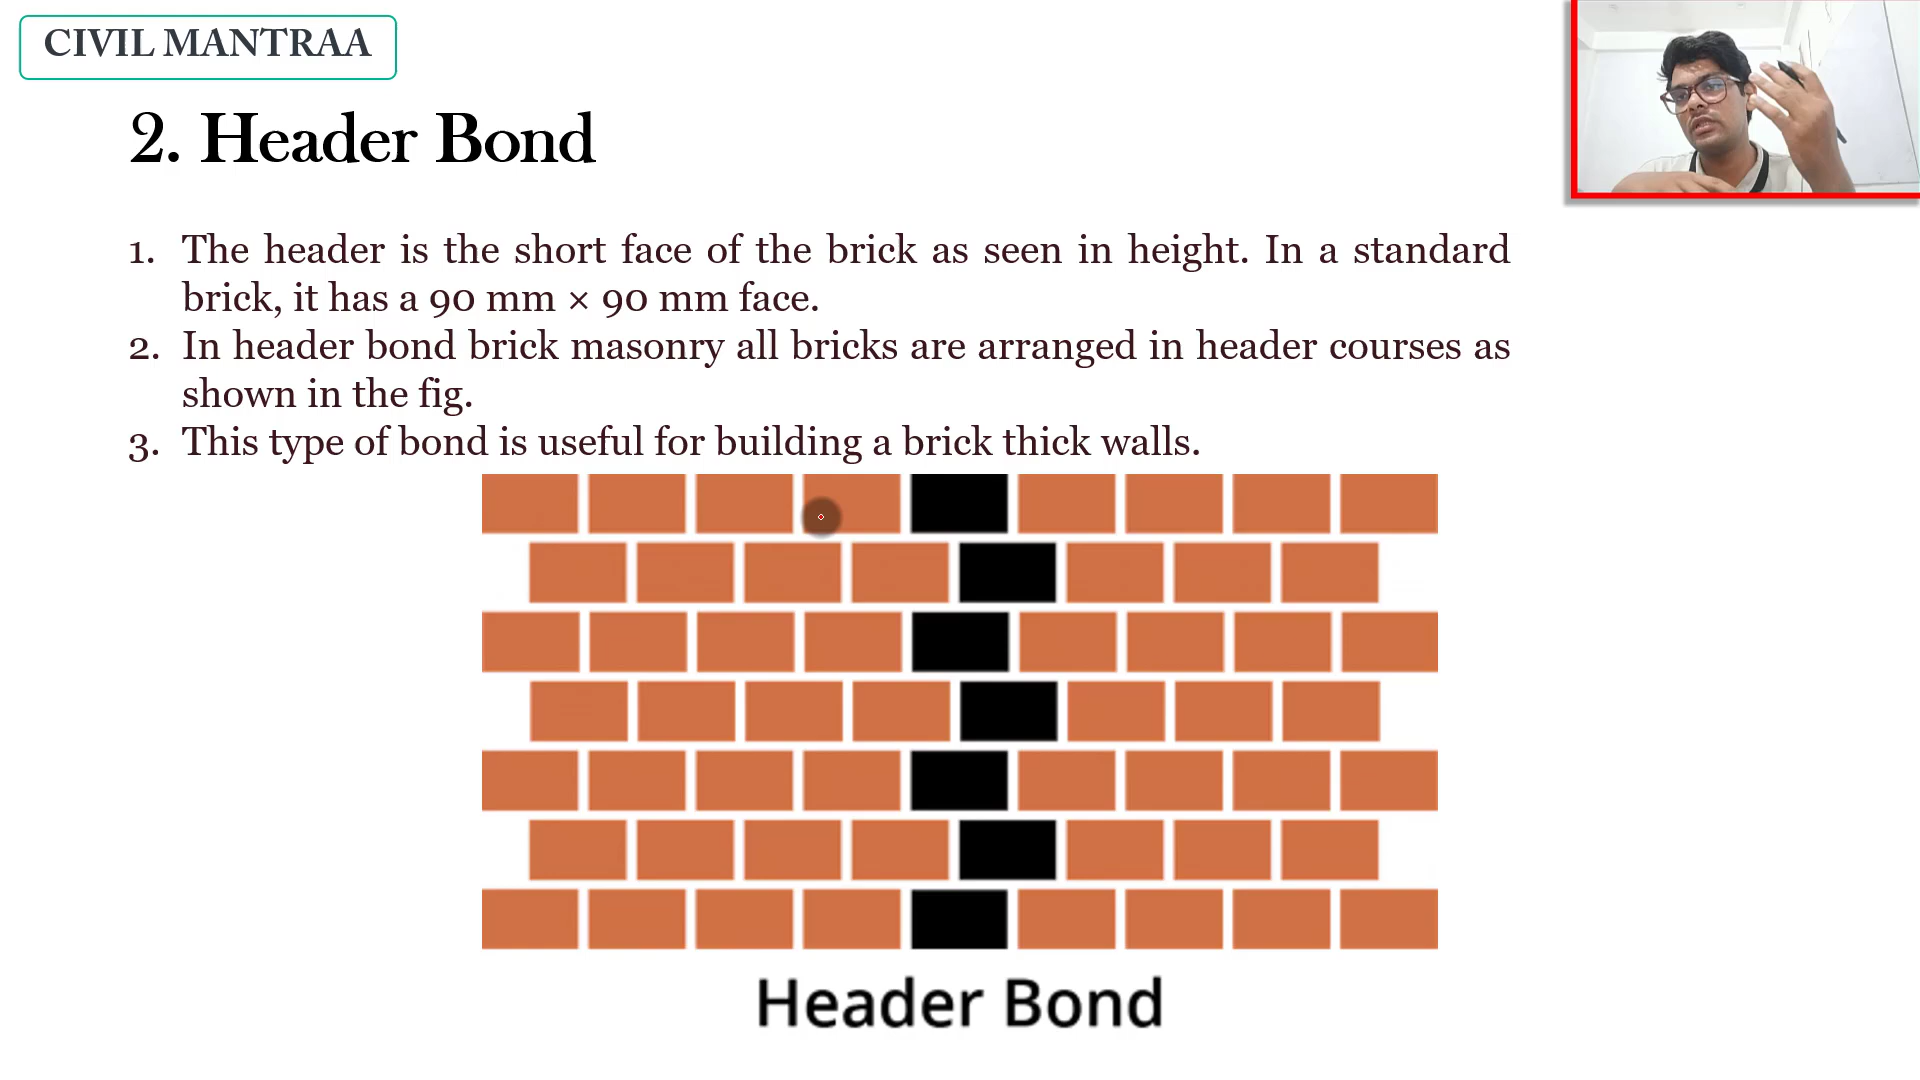 CIVIL MANTRAA
2. Header Bond
1. The header is the short face of the brick as seen in height. In a standard
brick, it has a 90 mm × 90 mm face.
2. In header bond brick masonry all bricks are arranged in header courses as
shown in the fig.
3. This type of bond is useful for building a brick thick walls.
Header Bond